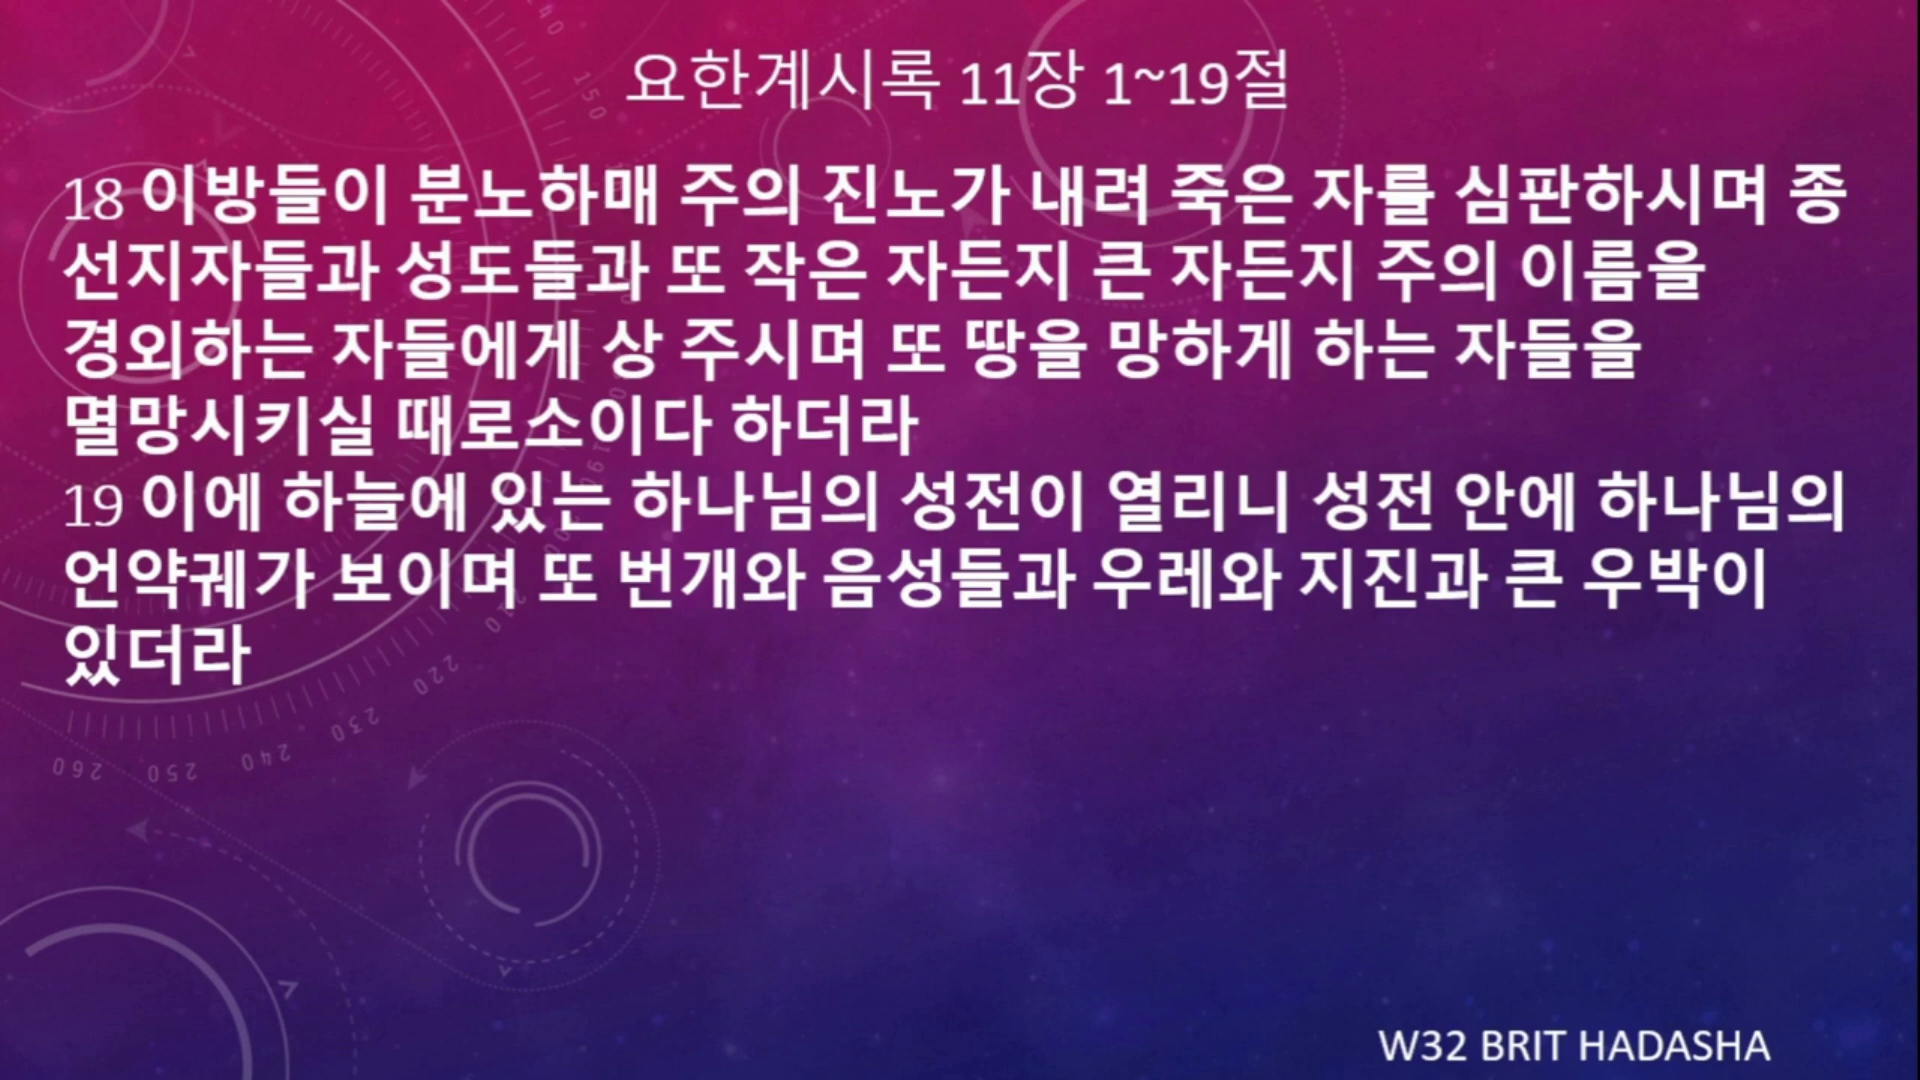 요한계시록 11장 1~19절
18 이방들이 분노하매 주의 진노가 내려 죽은 자를 심판하시며 종
선지자들과 성도들과 또 작은 자든지 큰 자든지 주의 이름을
경외하는 자들에게 상 주시며 또 땅을 망하게 하는 자들을
멸망시키실 때로소이다 하더라
19 이에 하늘에 있는 하나님의 성전이 열리니 성전 안에 하나님의
언약궤가 보이며 또 번개와 음성들과 우레와 지진과 큰 우박이
있더라
140
150
210
220
230
240
250
260
W32 BRIT HADASHA